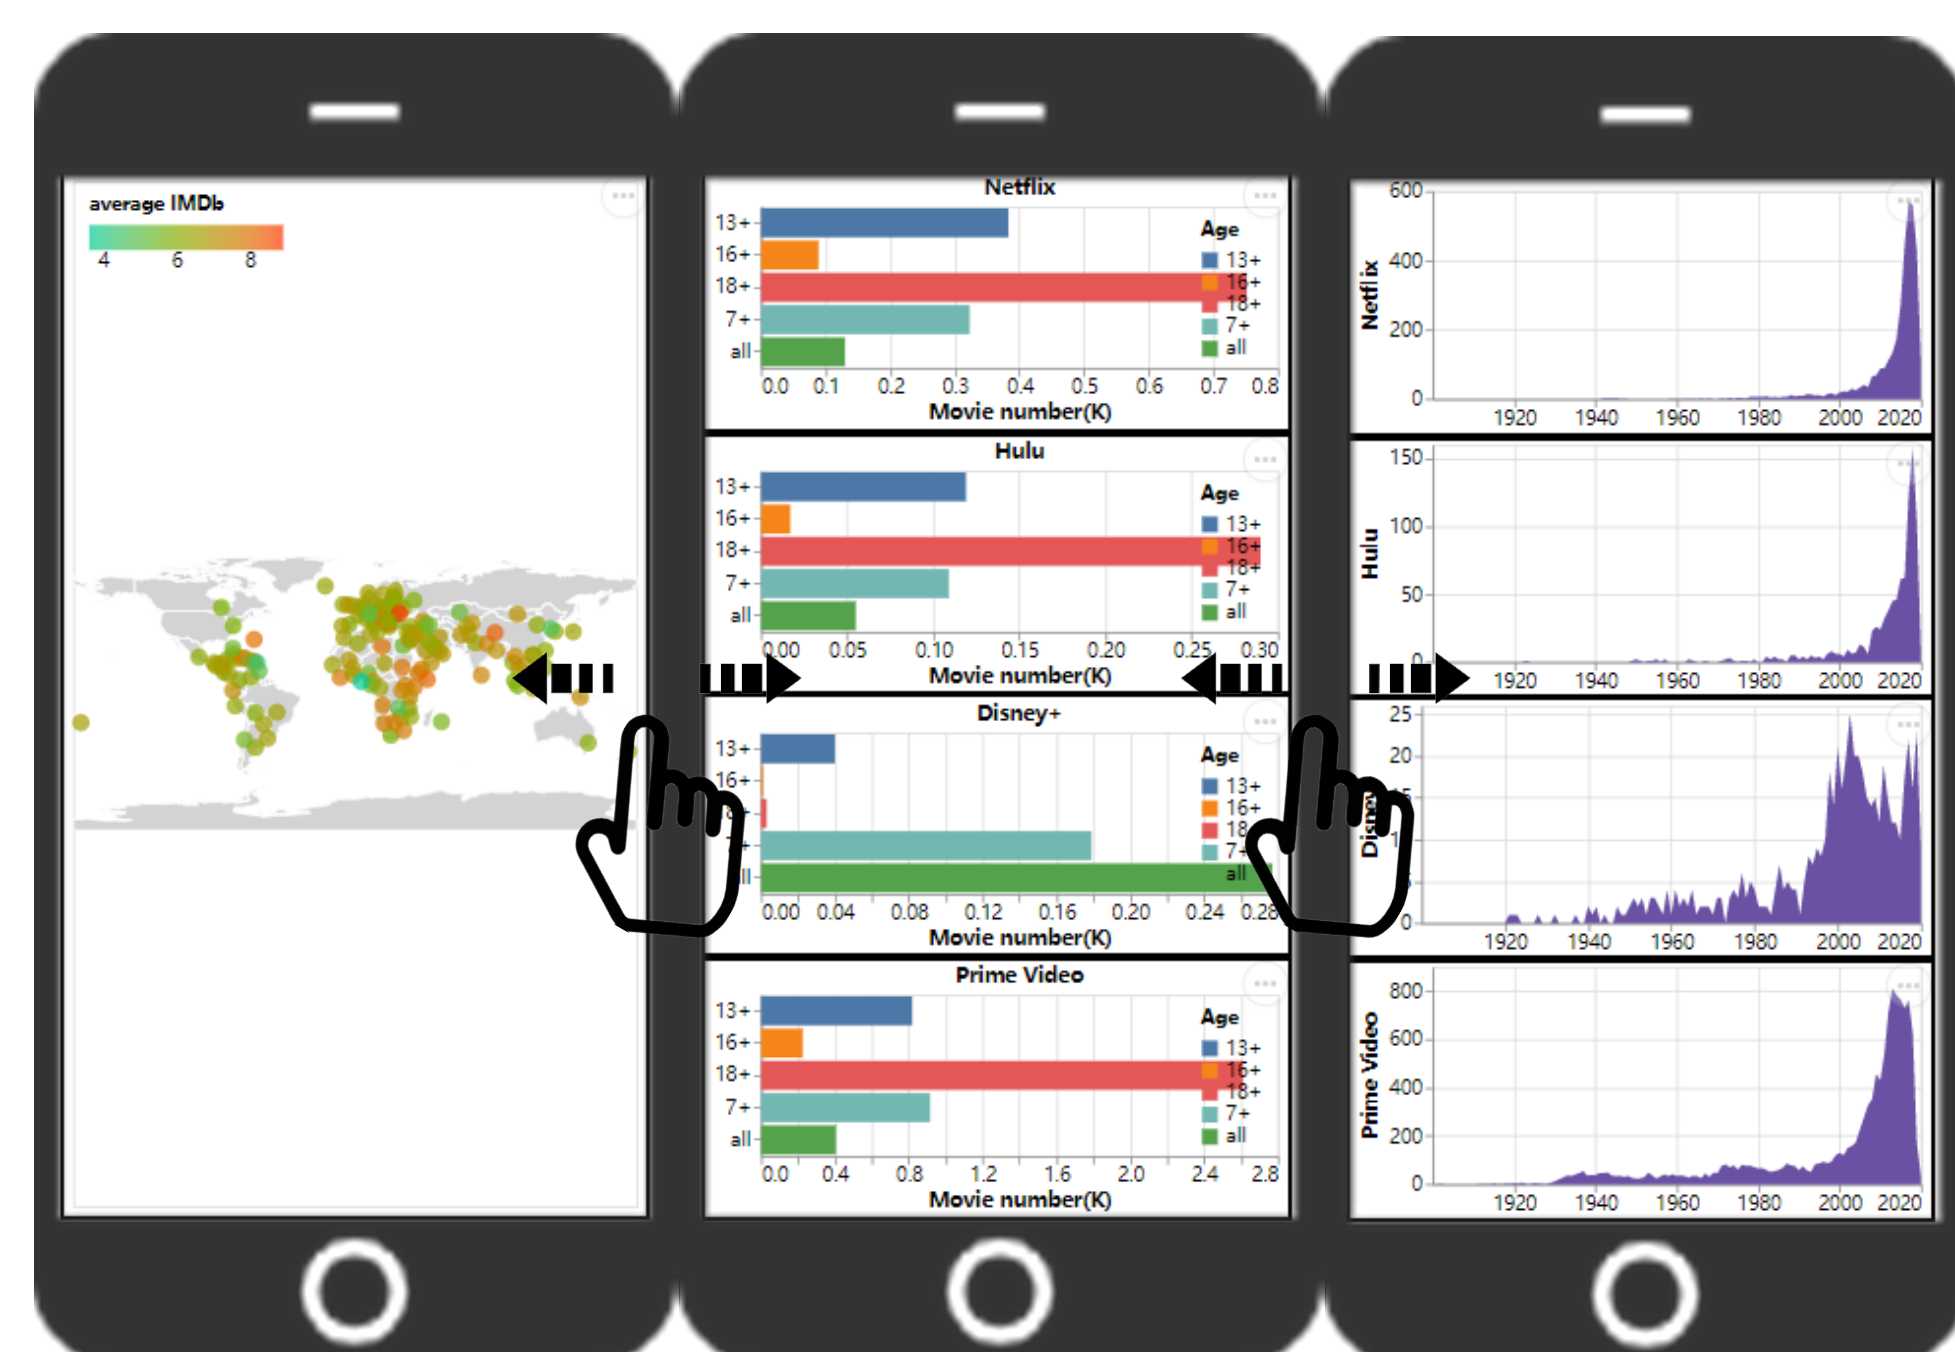 average IMDb
4 6 8
Netflix
13+
16+
18+
7+
all
Age
13+
16+
18+
7+
all
0.0 0.1 0.2 0.3 0.4 0.5 0.6 0.7 0.8
Movie number(K)
Hulu
13+
16+
18+
7+
all
Age
13+
16+
18+
7+
all
0.00 0.05 0.10 0.15 0.20 0.25 0.30
Movie number(K)
Disney+
13+
16+
Age
13+
16+
18
7+
all
0.00 0.04 0.08 0.12 0.16 0.20 0.24 0.28
Movie number(K)
Prime Video
13+
16+
18+
7+
all
Age
13+
16+
18+
7+
all
0.0 0.4 0.8 1.2 1.6 2.0 2.4 2.8
Movie number(K)
Netflix
600
400
200
0
1920 1940 1960 1980 2000 2020
Hulu
150
100
50
0
1920 1940 1960 1980 2000 2020
25
20
0
1920 1940 1960 1980 2000 2020
Prime Video
800
600
400
200
0
1920 1940 1960 1980 2000 2020